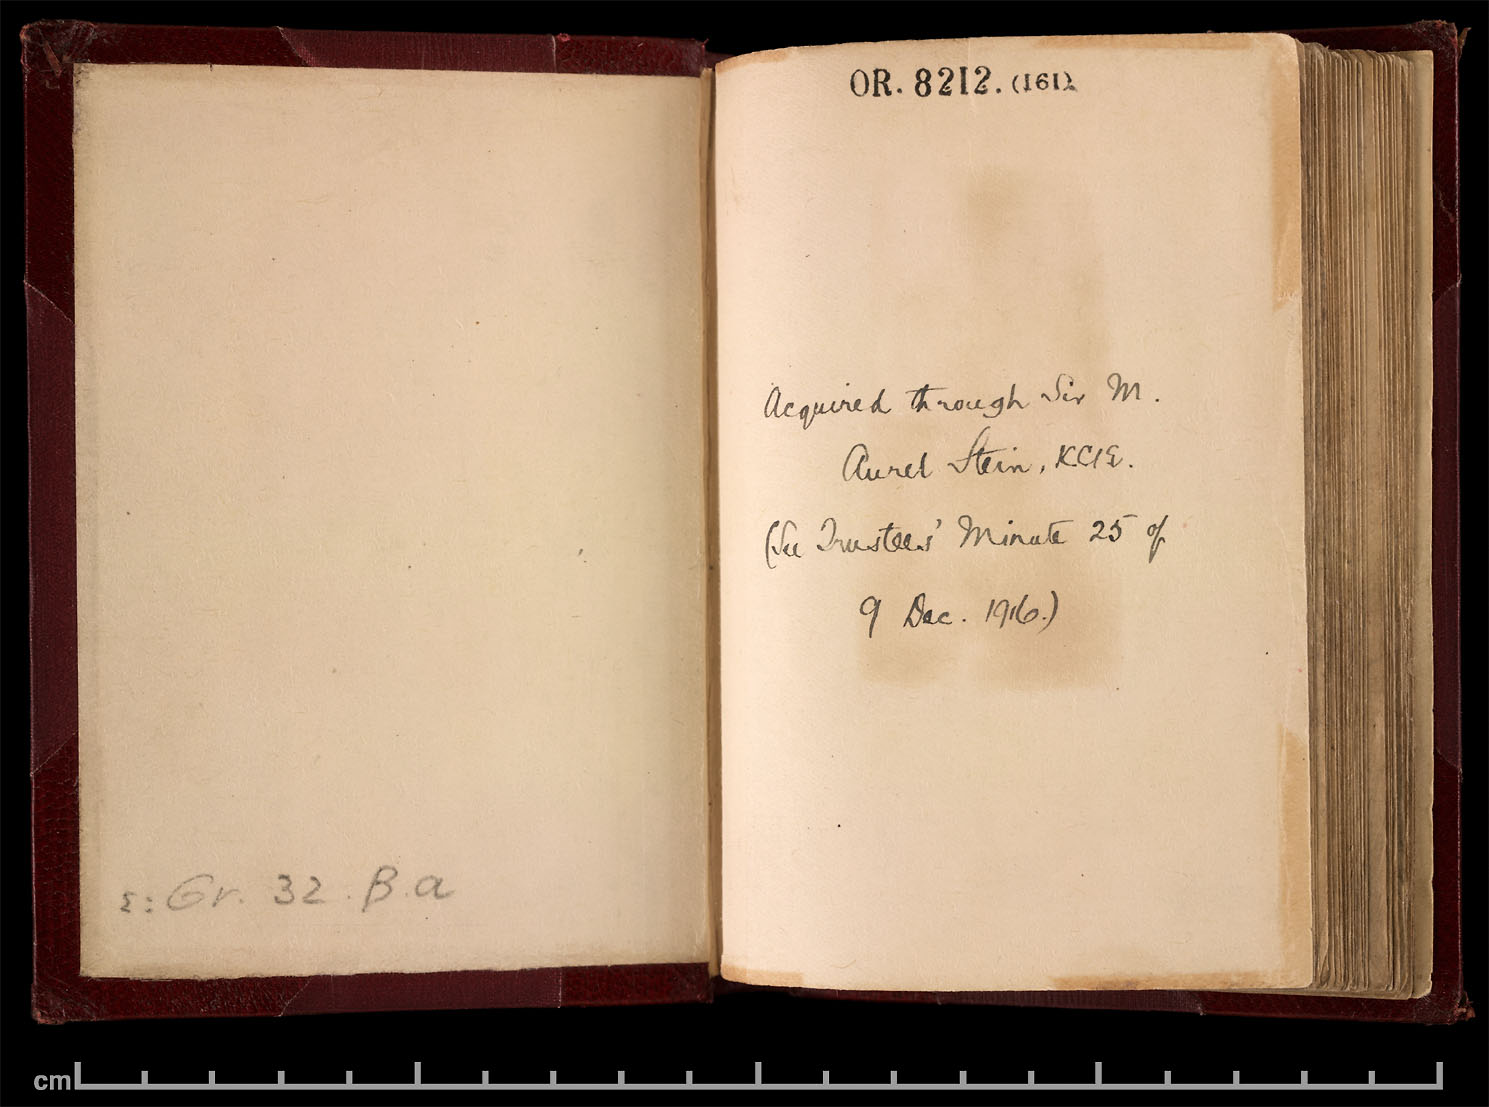 Σ: Gr. 32. B.a
OR. 8212. (161).
Acquired through Sir M.
Aurel Stein, KCIE.
(See Trustees' Minute 25 of
9 Dec. 1916.)
cm